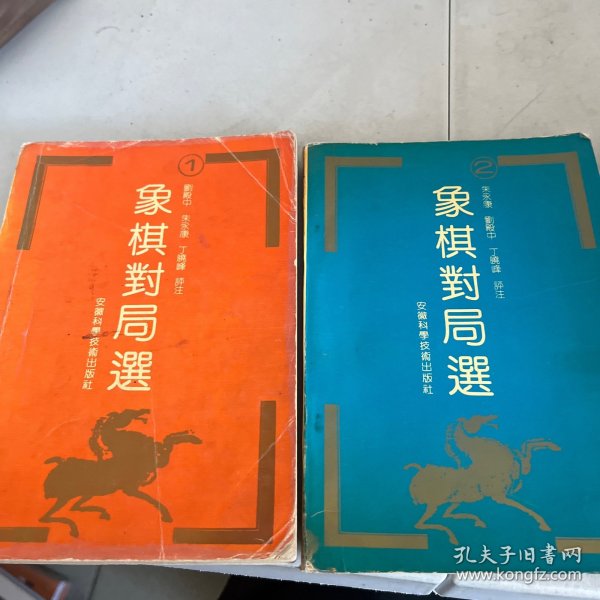 ①
劉殿中 朱永康 丁曉峰 評注
象棋對局選
安徽科學技術出版社
②
朱永康 劉殿中 丁曉峰 評注
象棋對局選
安徽科學技術出版社
孔夫子旧书网
www.kongfz.com